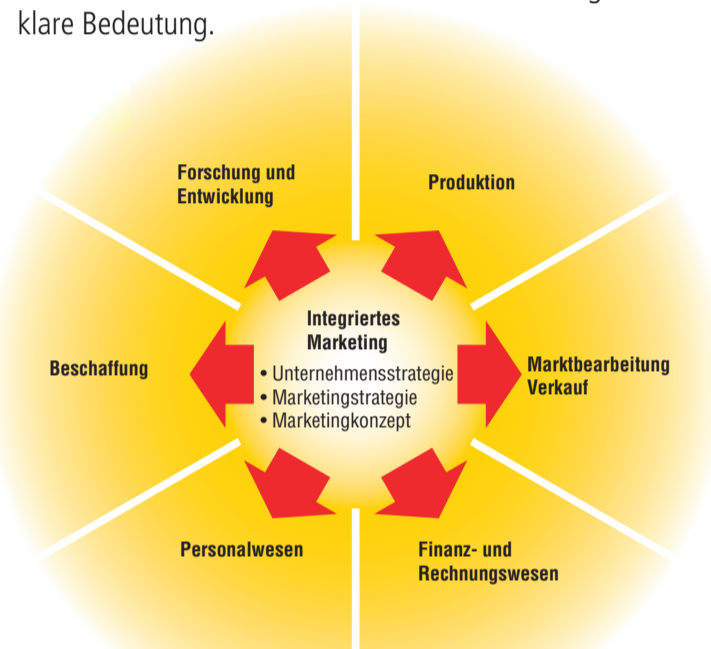 klare Bedeutung.
Forschung und
Entwicklung
Produktion
Integriertes
Marketing
• Unternehmensstrategie
• Marketingstrategie
• Marketingkonzept
Beschaffung
Marktbearbeitung
Verkauf
Personalwesen
Finanz- und
Rechnungswesen